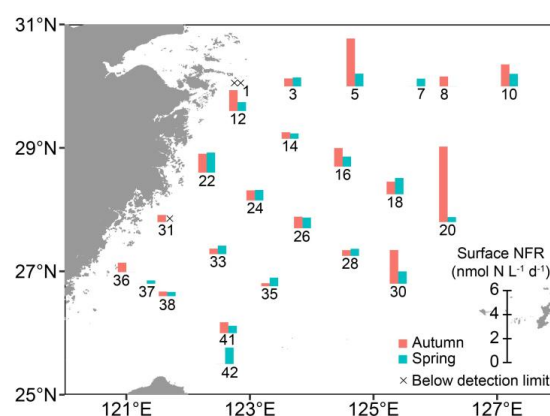 31°N
× × 1
3
5
7
8
10
12
29°N
14
16
22
18
24
20
31 ×
26
33
28
Surface NFR
(nmol N L⁻¹ d⁻¹)
27°N
36
37
38
35
30
6
4
2
0
41
Autumn
Spring
42
× Below detection limit
25°N
121°E
123°E
125°E
127°E